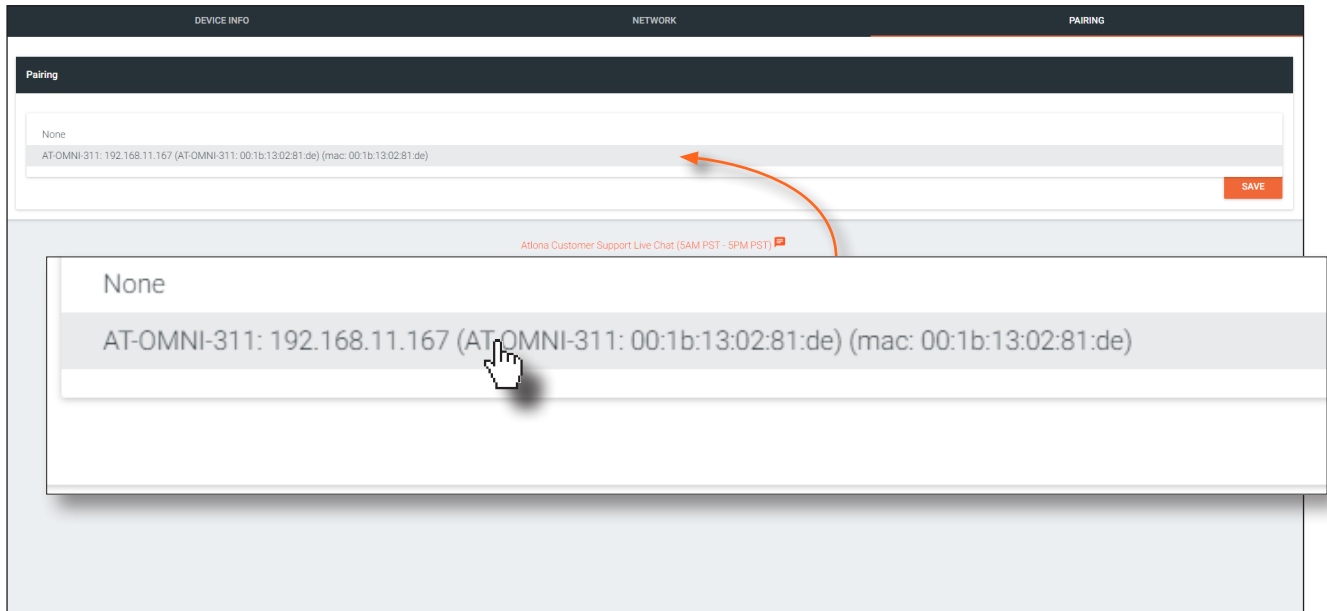 DEVICE INFO
NETWORK
PAIRING
Pairing
None
AT-OMNI-311: 192.168.11.167 (AT-OMNI-311: 00:1b:13:02:81:de) (mac: 00:1b:13:02:81:de)
SAVE
Atlona Customer Support Live Chat (5AM PST - 5PM PST)
None
AT-OMNI-311: 192.168.11.167 (AT-OMNI-311: 00:1b:13:02:81:de) (mac: 00:1b:13:02:81:de)